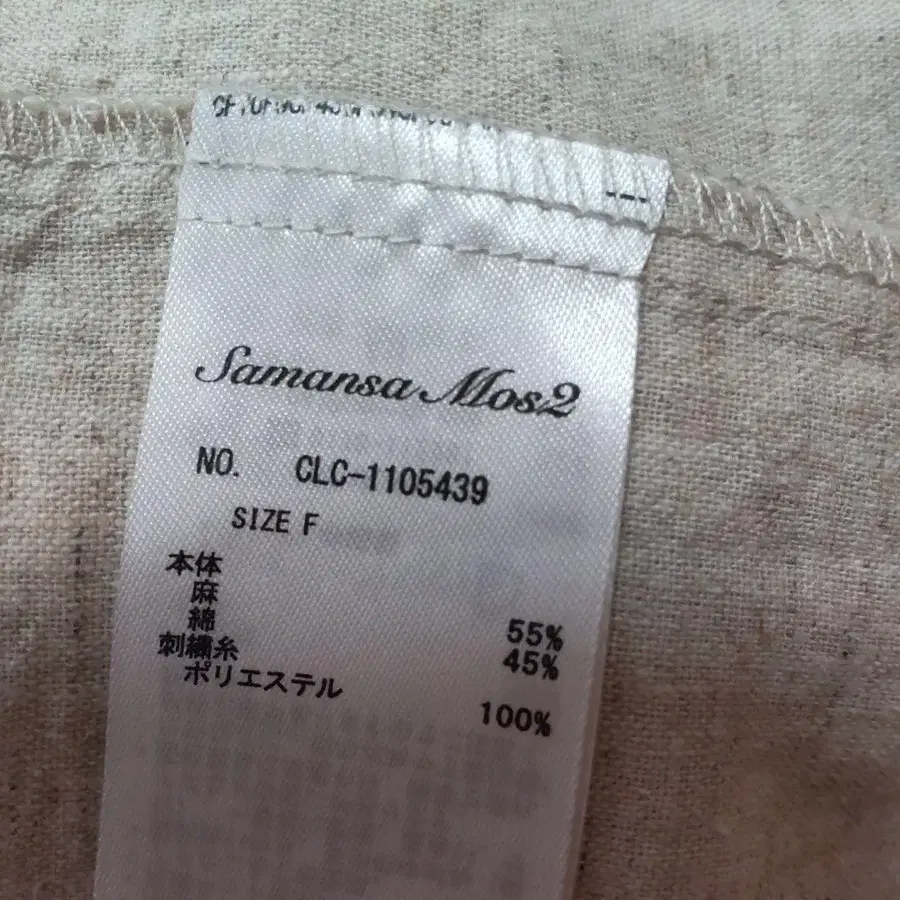 Samansa Mos2
NO. CLC-1105439
SIZE F
本体
麻 55%
綿 45%
刺繍糸
ポリエステル 100%